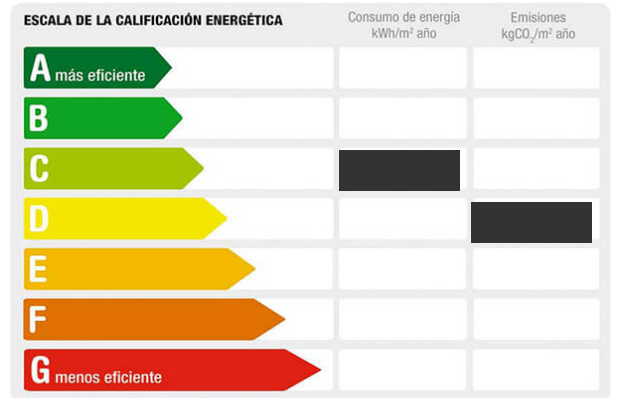 ESCALA DE LA CALIFICACIÓN ENERGÉTICA
Consumo de energía
kWh/m² año
Emisiones
kgCO₂/m² año
A más eficiente
B
C
D
E
F
G menos eficiente